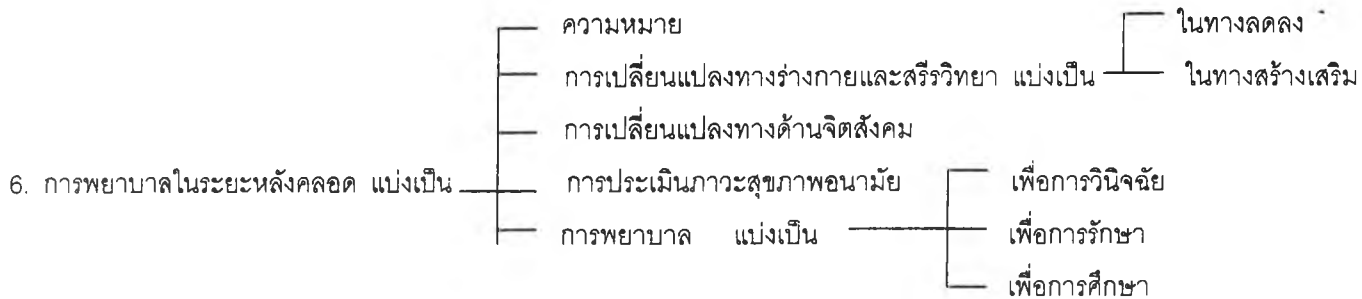 ความหมาย
ในทางลดลง
การเปลี่ยนแปลงทางร่างกายและสรีรวิทยา แบ่งเป็น
ในทางสร้างเสริม
การเปลี่ยนแปลงทางด้านจิตสังคม
6. การพยาบาลในระยะหลังคลอด แบ่งเป็น
การประเมินภาวะสุขภาพอนามัย
เพื่อการวินิจฉัย
การพยาบาล แบ่งเป็น
เพื่อการรักษา
เพื่อการศึกษา